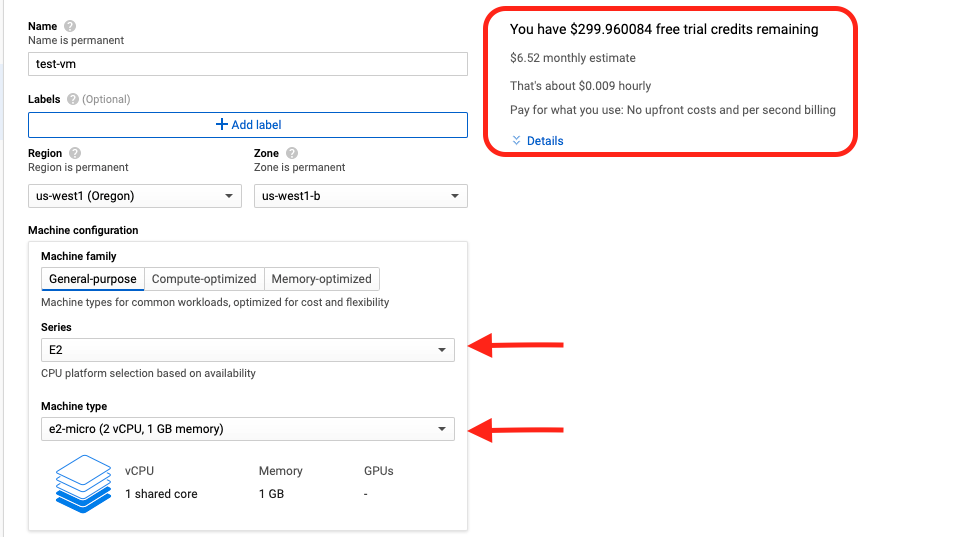 Name
Name is permanent
test-vm
Labels (Optional)
Add label
Region
Region is permanent
us-west1 (Oregon)
Zone
Zone is permanent
us-west1-b
Machine configuration
Machine family
General-purpose Compute-optimized Memory-optimized
Machine types for common workloads, optimized for cost and flexibility
Series
E2
CPU platform selection based on availability
Machine type
e2-micro (2 vCPU, 1 GB memory)
vCPU Memory GPUs
1 shared core 1 GB -
You have $299.960084 free trial credits remaining
$6.52 monthly estimate
That's about $0.009 hourly
Pay for what you use: No upfront costs and per second billing
Details